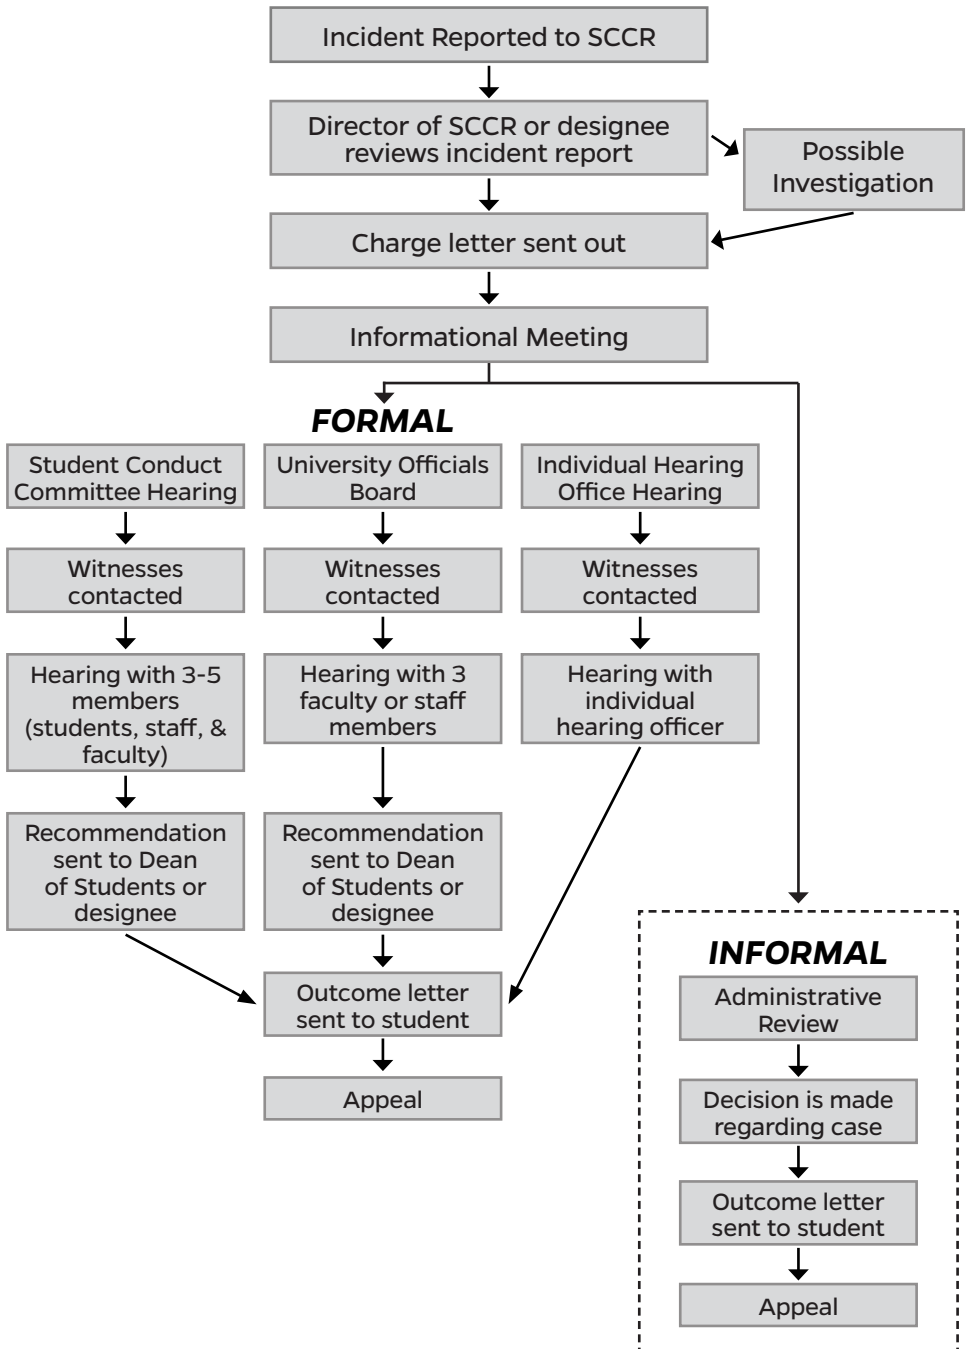 Incident Reported to SCCR
Director of SCCR or designee
reviews incident report
Possible
Investigation
Charge letter sent out
Informational Meeting
FORMAL
Student Conduct
Committee Hearing
Witnesses
contacted
Hearing with 3-5
members
(students, staff, &
faculty)
Recommendation
sent to Dean
of Students or
designee
University Officials
Board
Witnesses
contacted
Hearing with 3
faculty or staff
members
Recommendation
sent to Dean
of Students or
designee
Individual Hearing
Office Hearing
Witnesses
contacted
Hearing with
individual
hearing officer
Outcome letter
sent to student
Appeal
INFORMAL
Administrative
Review
Decision is made
regarding case
Outcome letter
sent to student
Appeal